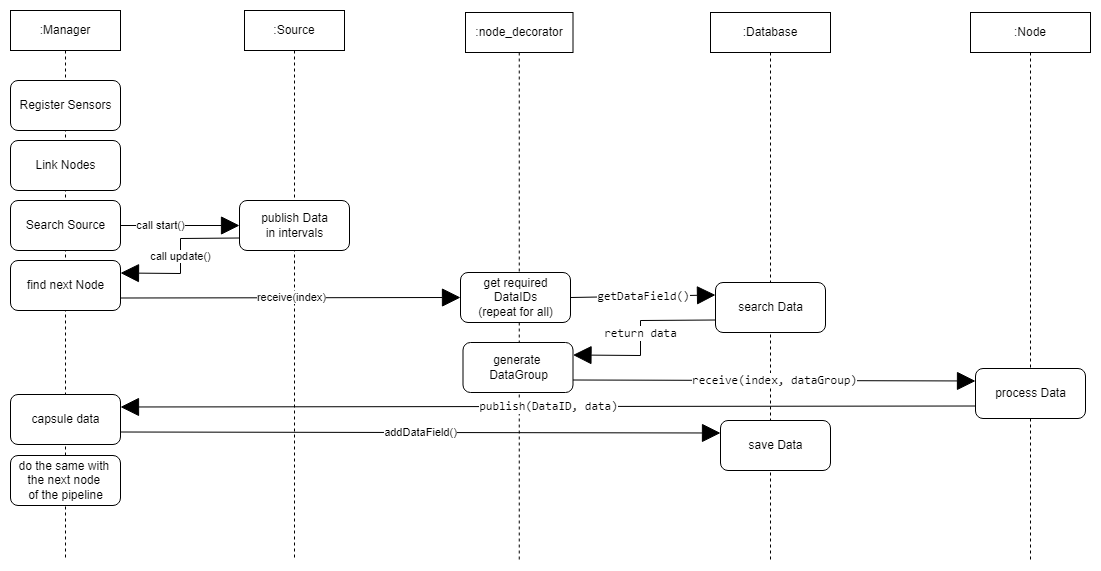 :Manager
:Source
:node_decorator
:Database
:Node
Register Sensors
Link Nodes
Search Source
call start()
publish Data
in intervals
call update()
find next Node
receive(index)
get required
DataIDs
(repeat for all)
getDataField()
search Data
return data
generate
DataGroup
receive(index, dataGroup)
process Data
publish(DataID, data)
capsule data
addDataField()
save Data
do the same with
the next node
of the pipeline